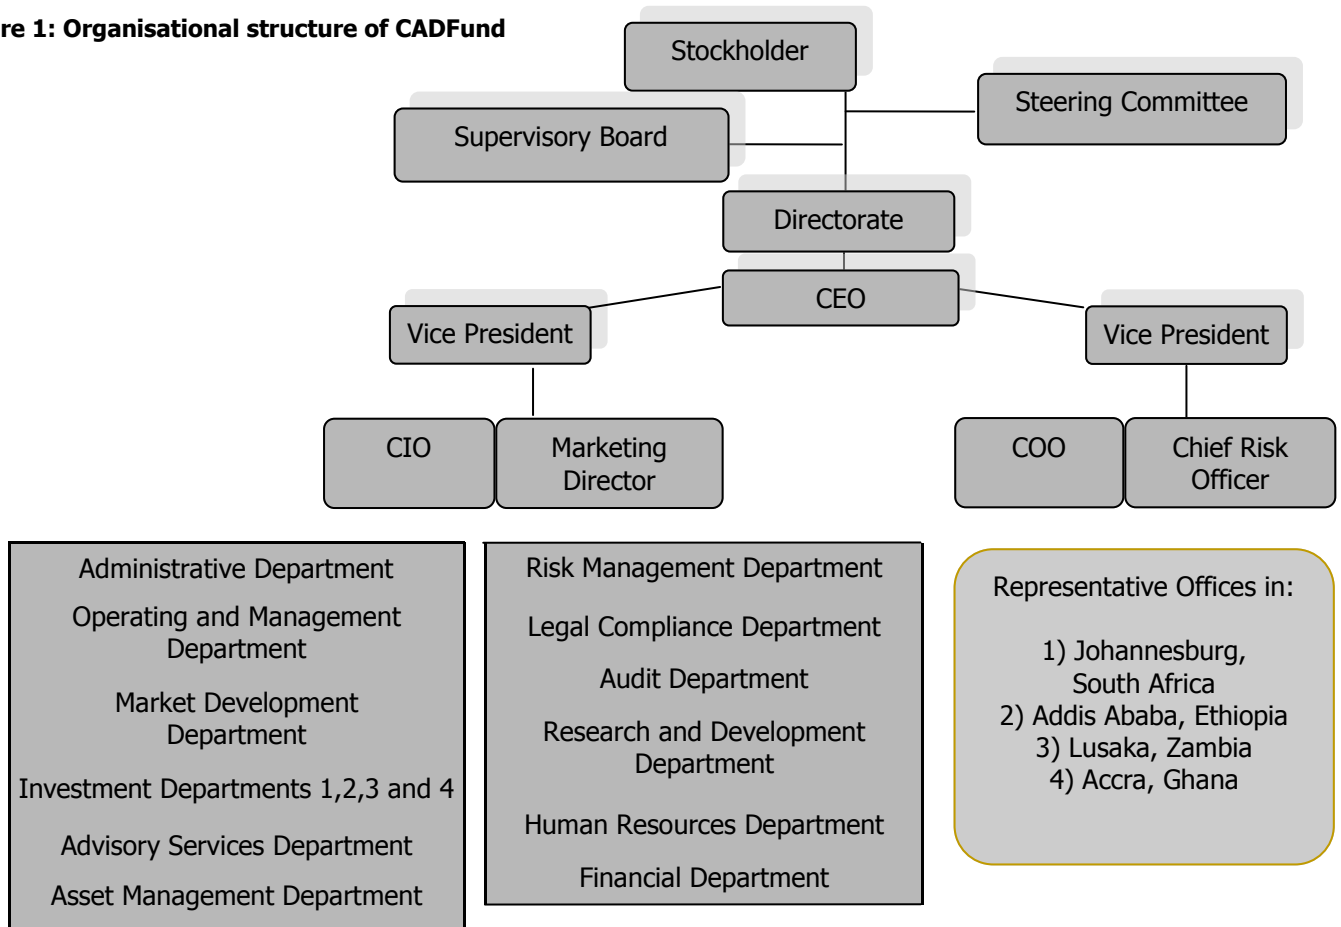 re 1: Organisational structure of CADFund
Stockholder
Steering Committee
Supervisory Board
Directorate
CEO
Vice President
Vice President
CIO
Marketing
Director
COO
Chief Risk
Officer
Administrative Department
Operating and Management
Department
Market Development
Department
Investment Departments 1,2,3 and 4
Advisory Services Department
Asset Management Department
Risk Management Department
Legal Compliance Department
Audit Department
Research and Development
Department
Human Resources Department
Financial Department
Representative Offices in:
1) Johannesburg,
South Africa
2) Addis Ababa, Ethiopia
3) Lusaka, Zambia
4) Accra, Ghana